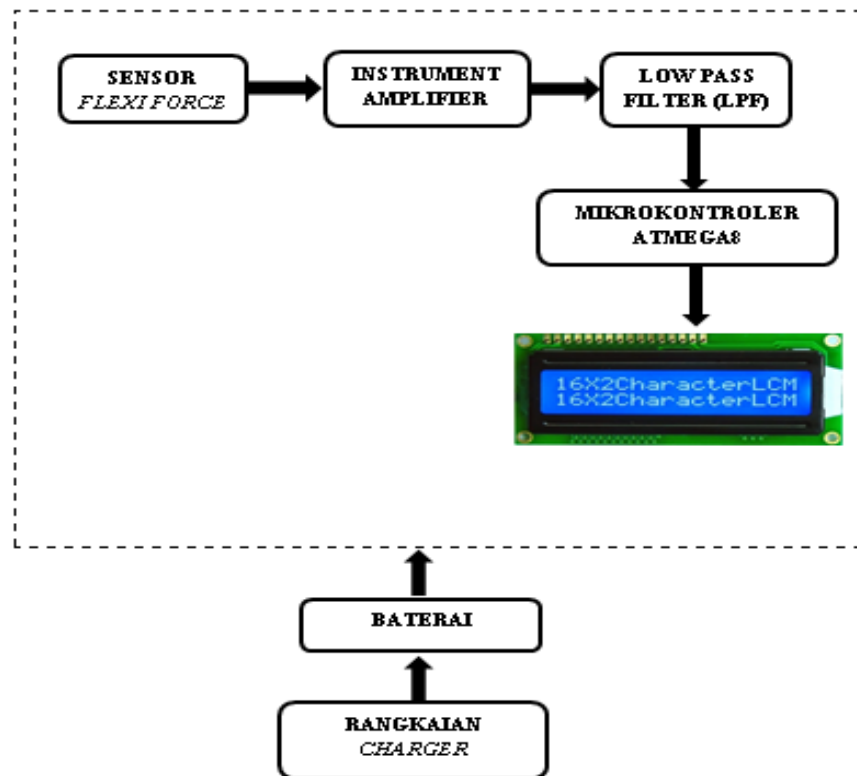 SENSOR
FLEXI FORCE
INSTRUMENT
AMPLIFIER
LOW PASS
FILTER (LPF)
MIKROKONTROLER
ATMEGA8
16X2CharacterLCM
16X2CharacterLCM
BATERAI
RANGKAIAN
CHARGER